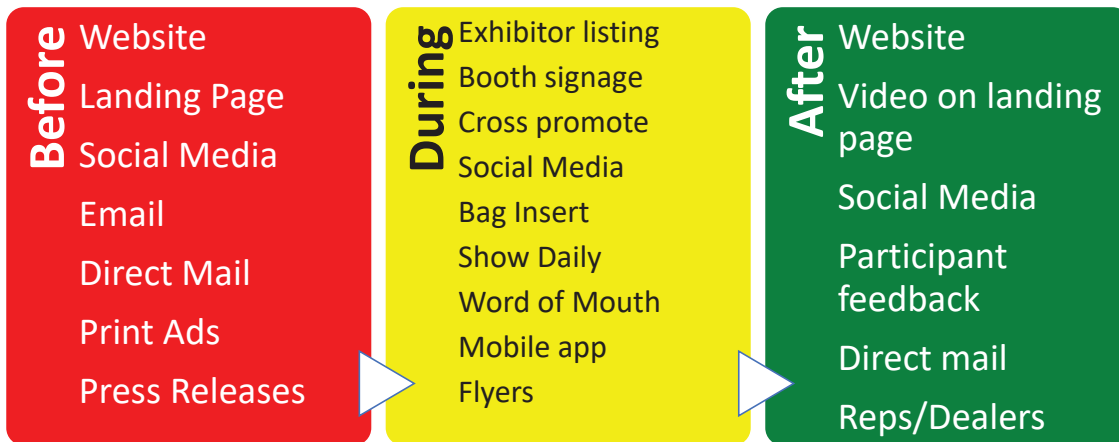 Before
Website
Landing Page
Social Media
Email
Direct Mail
Print Ads
Press Releases
During
Exhibitor listing
Booth signage
Cross promote
Social Media
Bag Insert
Show Daily
Word of Mouth
Mobile app
Flyers
After
Website
Video on landing
page
Social Media
Participant
feedback
Direct mail
Reps/Dealers